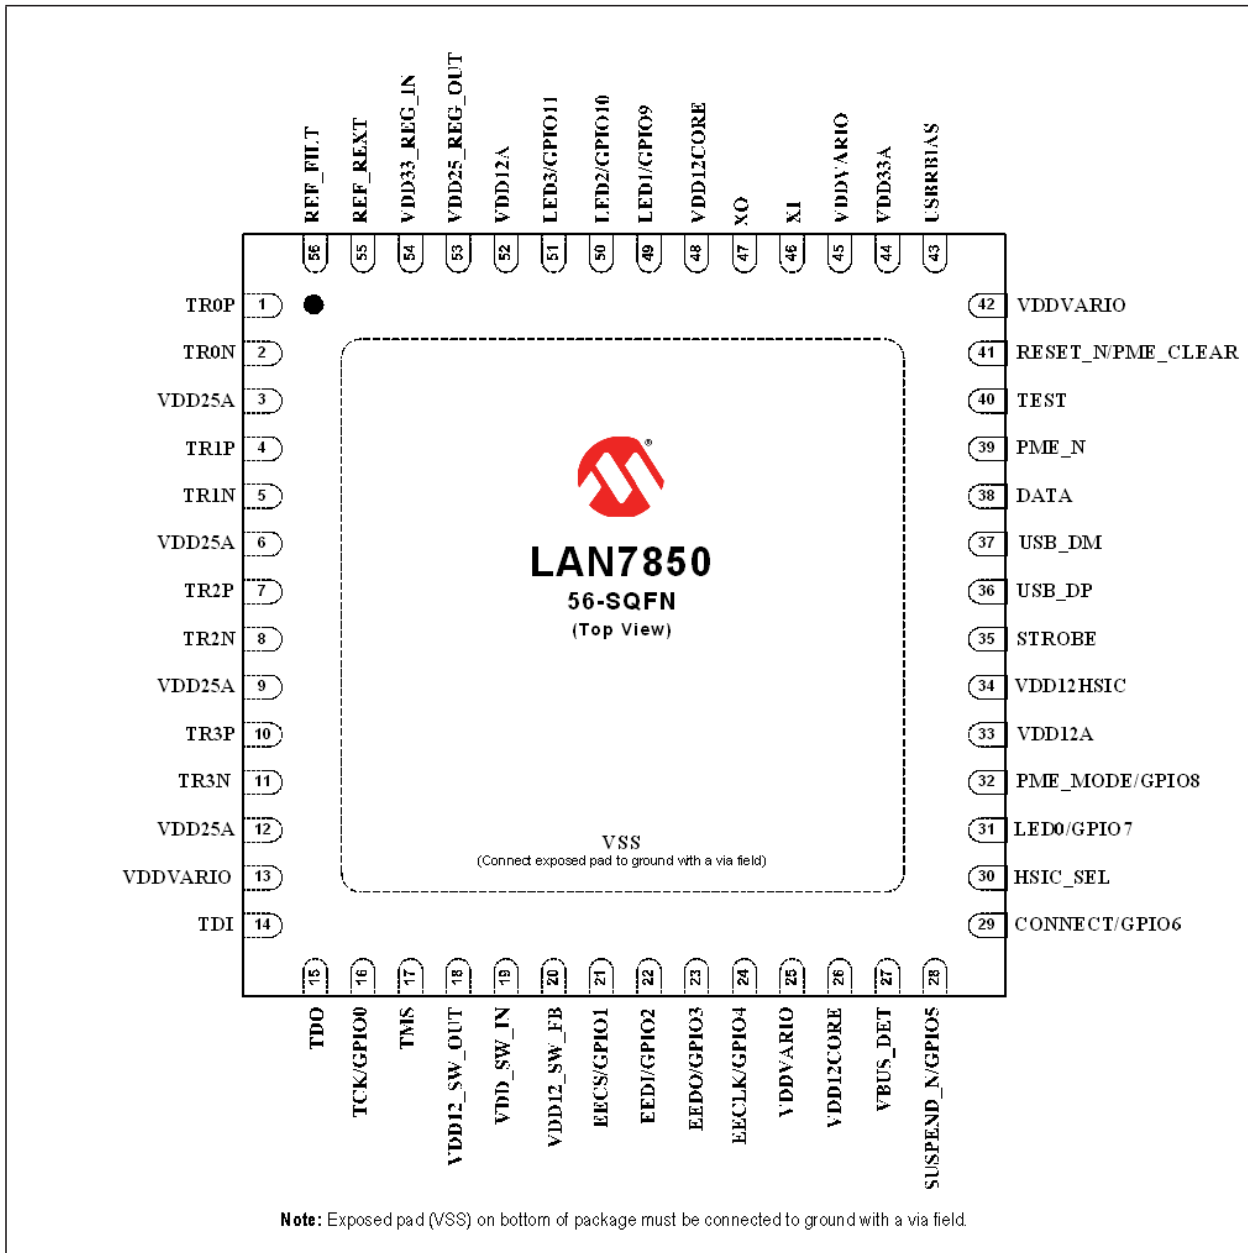 REF_FILT
REF_REXT
VDD33_REG_IN
VDD25_REG_OUT
VDD12A
LED3/GPIO11
LED2/GPIO10
LED1/GPIO9
VDD12CORE
XO
XI
VDDVARIO
VDD33A
USBRBIAS
56
55
54
53
52
51
50
49
48
47
46
45
44
43
TR0P 1
TR0N 2
VDD25A 3
TR1P 4
TR1N 5
VDD25A 6
TR2P 7
TR2N 8
VDD25A 9
TR3P 10
TR3N 11
VDD25A 12
VDDVARIO 13
TDI 14
®
LAN7850
56-SQFN
(Top View)
VSS
(Connect exposed pad to ground with a via field)
42 VDDVARIO
41 RESET_N/PME_CLEAR
40 TEST
39 PME_N
38 DATA
37 USB_DM
36 USB_DP
35 STROBE
34 VDD12HSIC
33 VDD12A
32 PME_MODE/GPIO8
31 LED0/GPIO7
30 HSIC_SEL
29 CONNECT/GPIO6
15
16
17
18
19
20
21
22
23
24
25
26
27
28
TDO
TCK/GPIO0
TMS
VDD12_SW_OUT
VDD_SW_IN
VDD12_SW_FB
EECS/GPIO1
EEDI/GPIO2
EEDO/GPIO3
EECLK/GPIO4
VDDVARIO
VDD12CORE
VBUS_DET
SUSPEND_N/GPIO5
Note: Exposed pad (VSS) on bottom of package must be connected to ground with a via field.